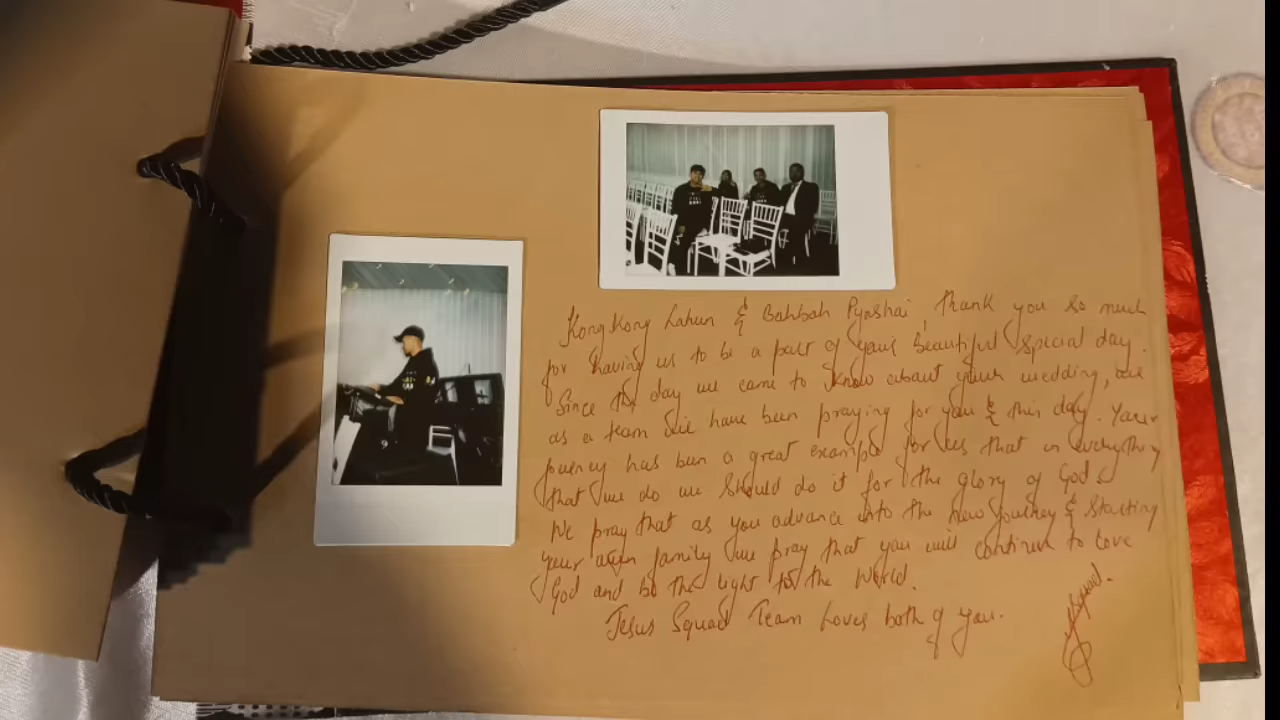 Kong Kong Lahun & Bahbah Pynshai, Thank you so much
for having us to be a part of your beautiful special day.
Since the day we came to know about your wedding, we
as a team we have been praying for you & this day. Your
journey has been a great example for us that in everything
that we do we should do it for the glory of God.
We pray that as you advance into the new journey & starting
your own family we pray that you will continue to love
God and be the light to the World.
Jesus Squad Team Loves both of you.
J Squad.